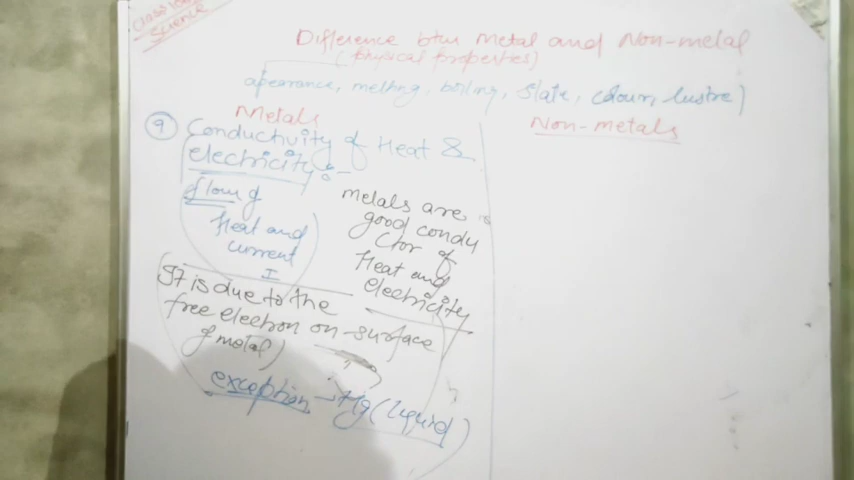 Science
Difference btw Metal and Non-metal
(physical properties)
apearance, melting, boiling, State, colour, lustre)
Metals
Non-metals
9 Conductivity of Heat &
electricity:-
flow of
Heat and
current
I
metals are
good condu
ctor of
Heat and
electricity
It is due to the
free electron on surface
of metal)
exception :- Hg (liquid)